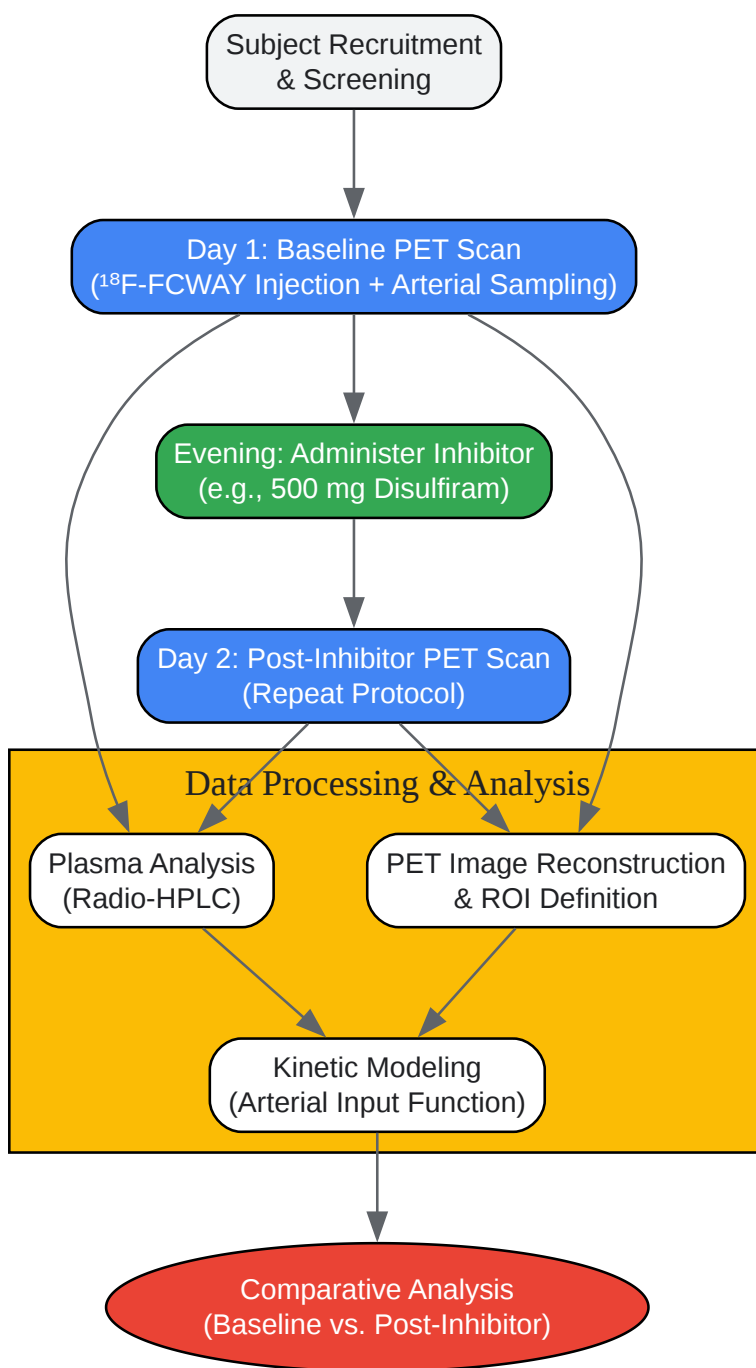 Subject Recruitment
& Screening
Day 1: Baseline PET Scan
(¹⁸F-FCWAY Injection + Arterial Sampling)
Evening: Administer Inhibitor
(e.g., 500 mg Disulfiram)
Day 2: Post-Inhibitor PET Scan
(Repeat Protocol)
Data Processing & Analysis
Plasma Analysis
(Radio-HPLC)
PET Image Reconstruction
& ROI Definition
Kinetic Modeling
(Arterial Input Function)
Comparative Analysis
(Baseline vs. Post-Inhibitor)